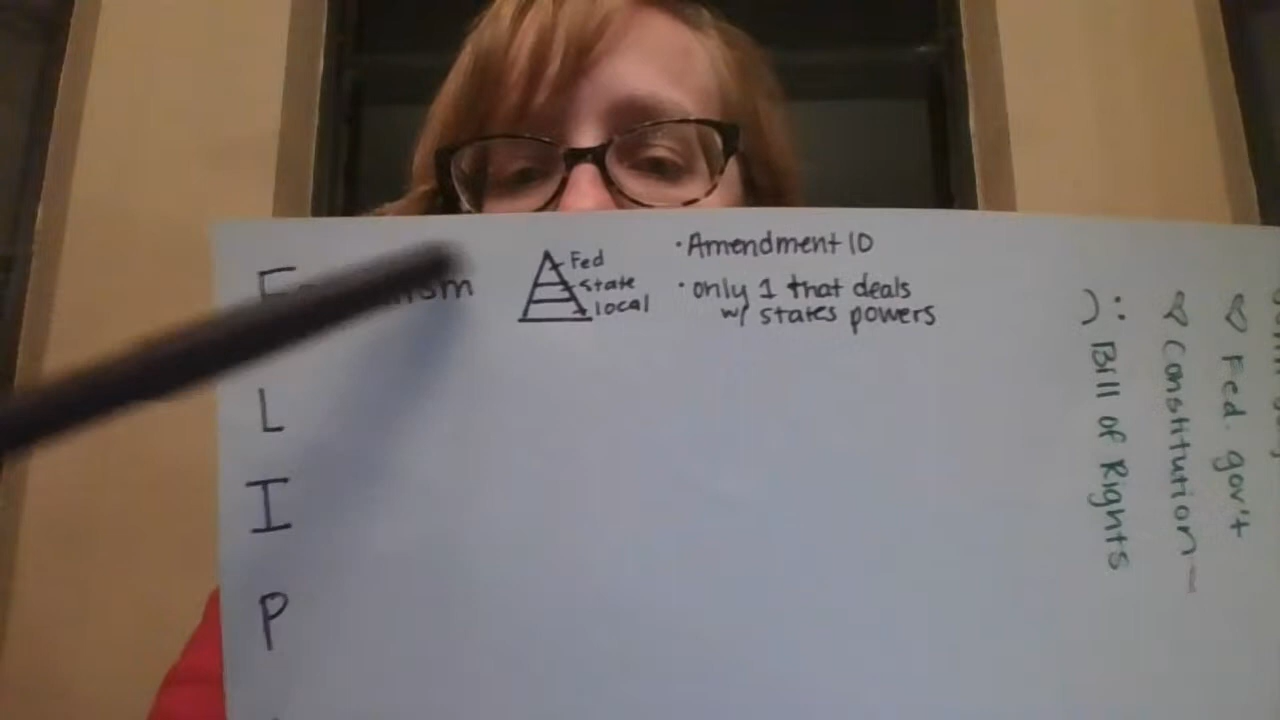 Fed
State
local
· Amendment 10
· only 1 that deals
w/ states powers
L
I
P
♡ Fed. gov't
♡ Constitution~
:( Bill of Rights